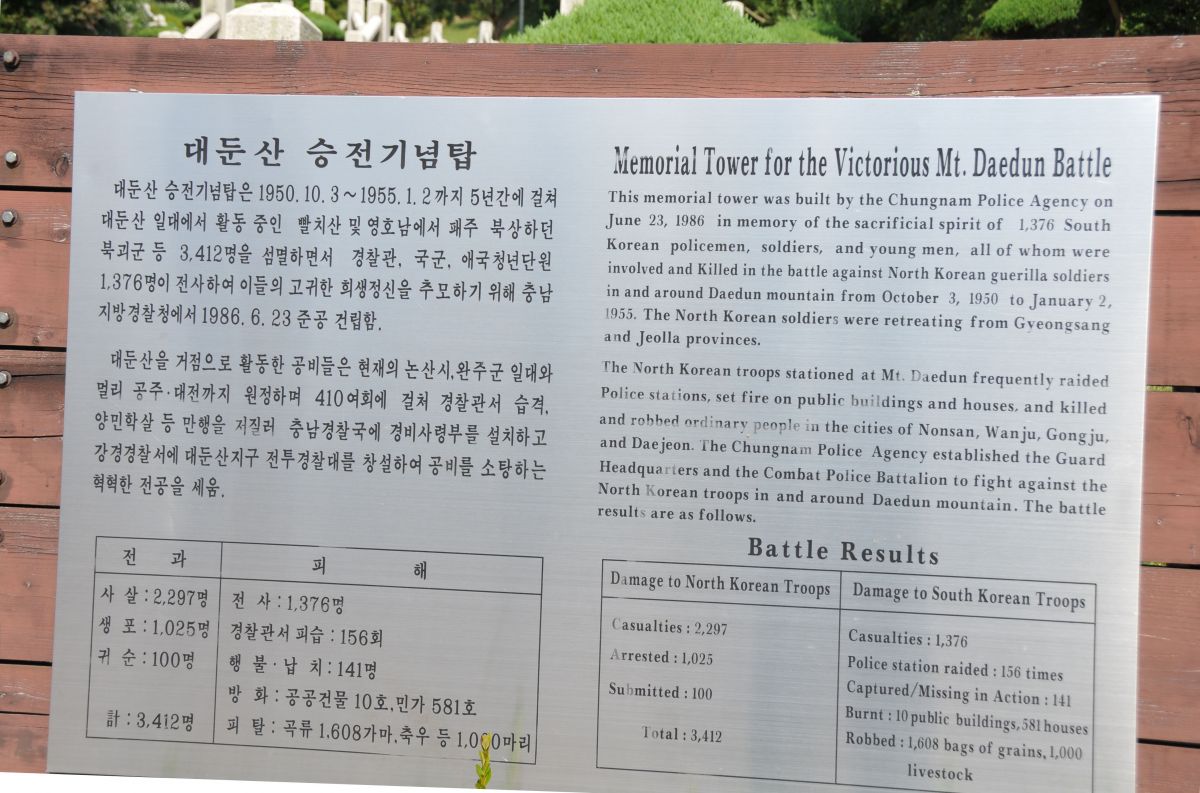 대둔산 승전기념탑
대둔산 승전기념탑은 1950. 10. 3～1955. 1. 2까지 5년간에 걸쳐
대둔산 일대에서 활동 중인 빨치산 및 영호남에서 패주 북상하던
북괴군 등 3,412명을 섬멸하면서 경찰관, 국군, 애국청년단원
1,376명이 전사하여 이들의 고귀한 희생정신을 추모하기 위해 충남
지방경찰청에서 1986. 6. 23 준공 건립함.
대둔산을 거점으로 활동한 공비들은 현재의 논산시,완주군 일대와
멀리 공주·대전까지 원정하며 410여회에 걸쳐 경찰관서 습격,
양민학살 등 만행을 저질러 충남경찰국에 경비사령부를 설치하고
강경경찰서에 대둔산지구 전투경찰대를 창설하여 공비를 소탕하는
혁혁한 전공을 세움.
전 과
피 해
사 살 : 2,297명
생 포 : 1,025명
귀 순 : 100명
計 : 3,412명
전 사 : 1,376명
경찰관서 피습 : 156회
행 불 · 납 치 : 141명
방 화 : 공공건물 10호,민가 581호
피 탈 : 곡류 1.608가마,축우 등 1,000마리
Memorial Tower for the Victorious Mt. Daedun Battle
This memorial tower was built by the Chungnam Police Agency on
June 23, 1986 in memory of the sacrificial spirit of 1,376 South
Korean policemen, soldiers, and young men, all of whom were
involved and Killed in the battle against North Korean guerilla soldiers
in and around Daedun mountain from October 3, 1950 to January 2,
1955. The North Korean soldiers were retreating from Gyeongsang
and Jeolla provinces.
The North Korean troops stationed at Mt. Daedun frequently raided
Police stations, set fire on public buildings and houses, and killed
and robbed ordinary people in the cities of Nonsan, Wanju, Gongju,
and Daejeon. The Chungnam Police Agency established the Guard
Headquarters and the Combat Police Battalion to fight against the
North Korean troops in and around Daedun mountain. The battle
results are as follows.
Battle Results
Damage to North Korean Troops
Damage to South Korean Troops
Casualties : 2,297
Arrested : 1,025
Submitted : 100
Total : 3,412
Casualties : 1,376
Police station raided : 156 times
Captured/Missing in Action : 141
Burnt : 10 public buildings, 581 houses
Robbed : 1,608 bags of grains, 1,000
livestock